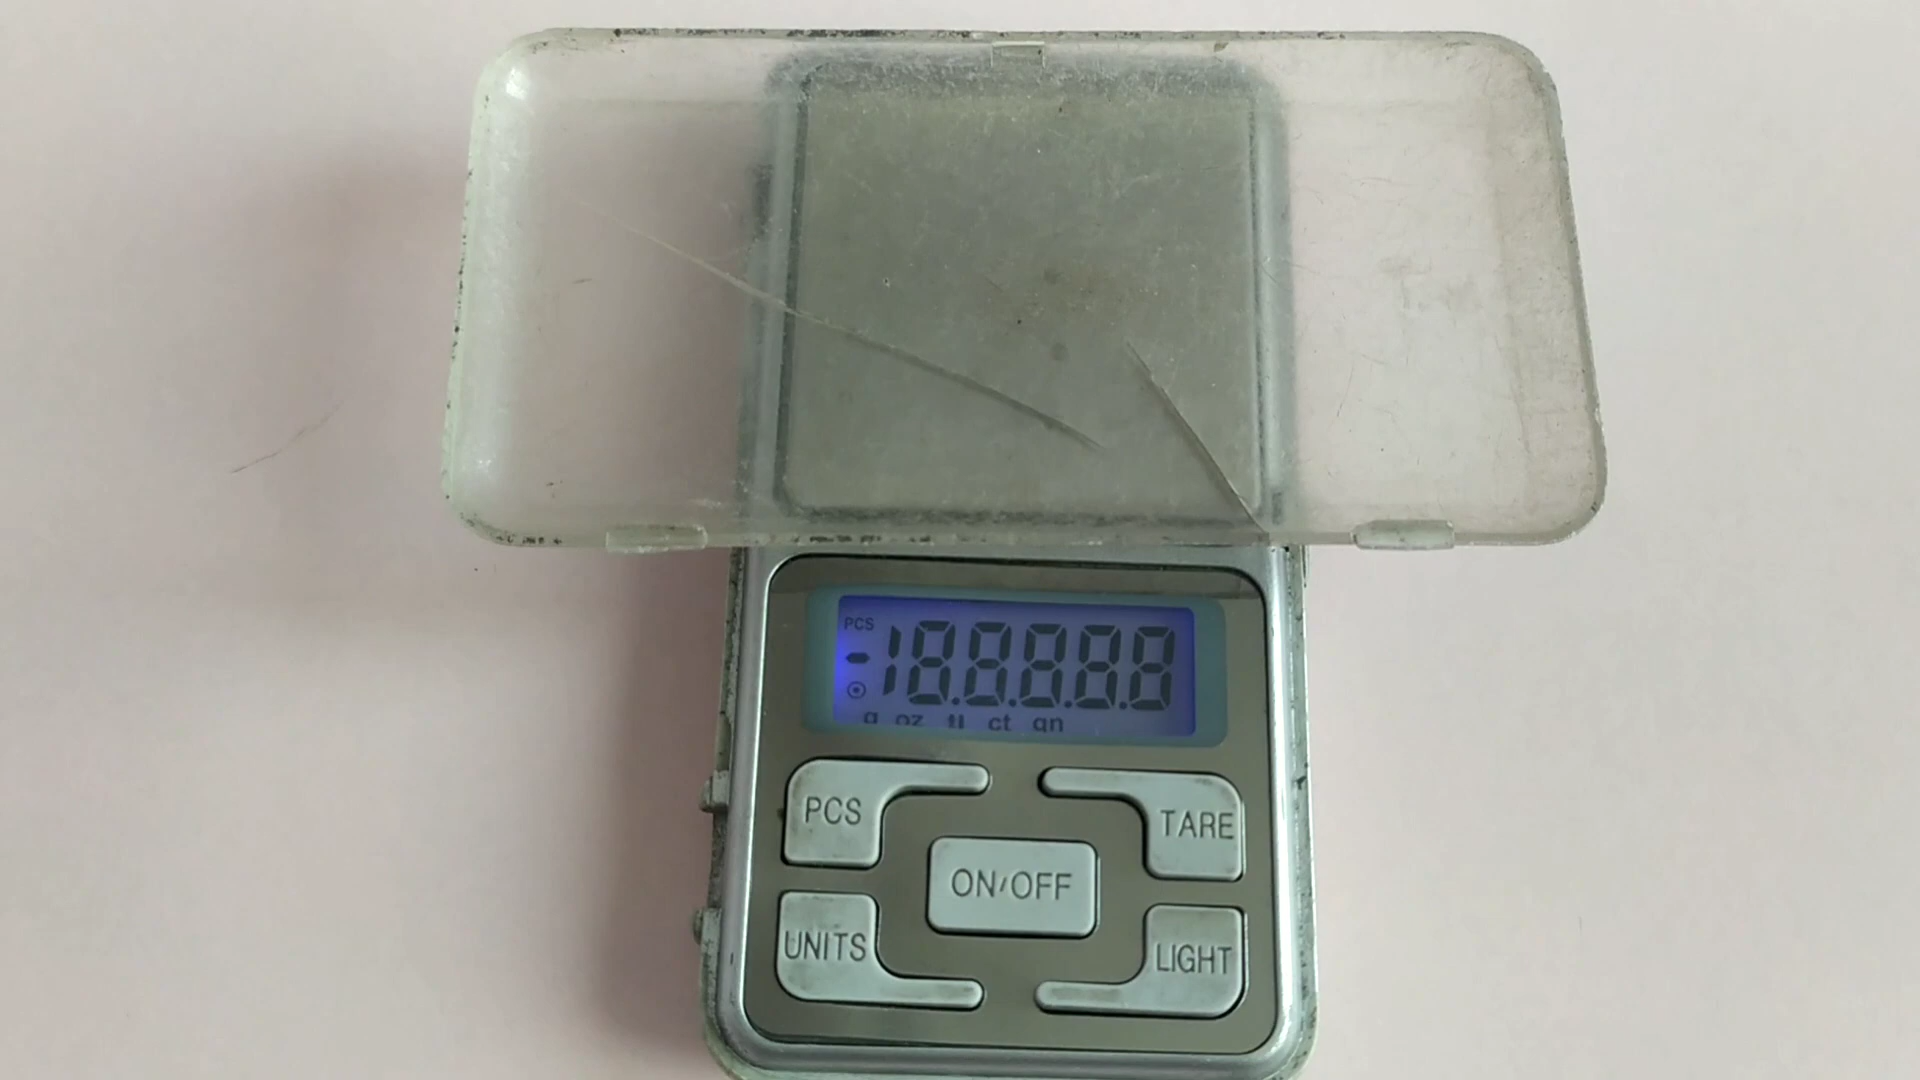 PCS
-18.8.8.8.8
g oz tl ct gn
PCS
TARE
ON/OFF
UNITS
LIGHT